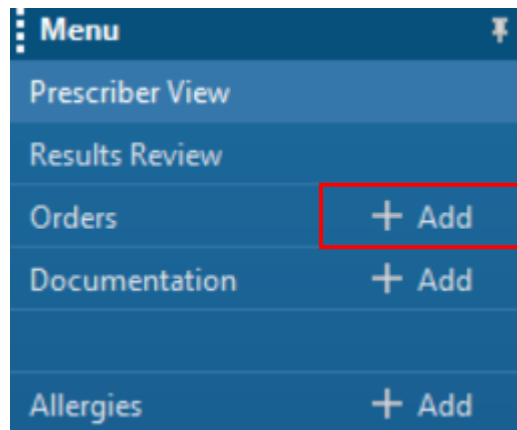 Menu
Prescriber View
Results Review
Orders + Add
Documentation + Add
Allergies + Add